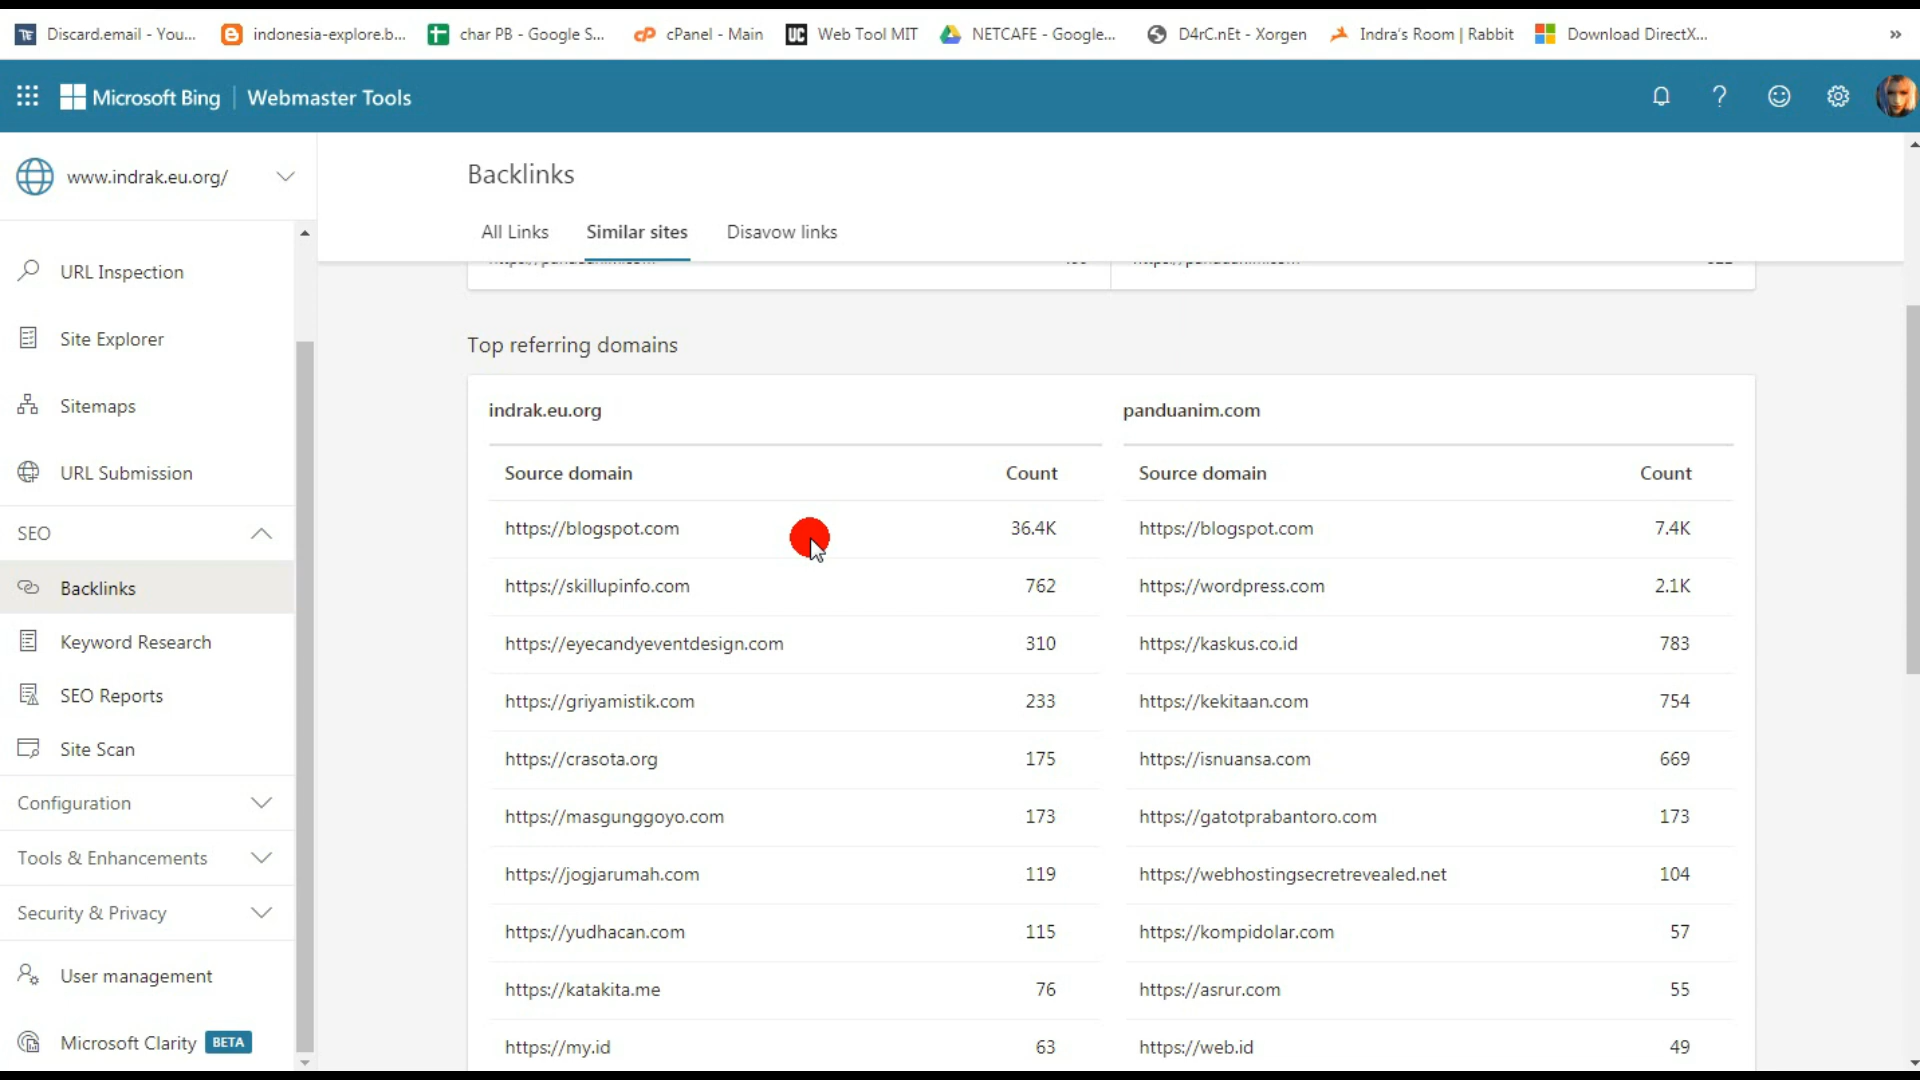 Discard.email - You...
indonesia-explore.b...
char PB - Google S...
cPanel - Main
Web Tool MIT
NETCAFE - Google...
D4rC.nEt - Xorgen
Indra's Room | Rabbit
Download DirectX...
»
Microsoft Bing | Webmaster Tools
www.indrak.eu.org/
URL Inspection
Site Explorer
Sitemaps
URL Submission
SEO
Backlinks
Keyword Research
SEO Reports
Site Scan
Configuration
Tools & Enhancements
Security & Privacy
User management
Microsoft Clarity BETA
Backlinks
All Links Similar sites Disavow links
Top referring domains
indrak.eu.org
Source domain Count
https://blogspot.com 36.4K
https://skillupinfo.com 762
https://eyecandyeventdesign.com 310
https://griyamistik.com 233
https://crasota.org 175
https://masgunggoyo.com 173
https://jogjarumah.com 119
https://yudhacan.com 115
https://katakita.me 76
https://my.id 63
panduanim.com
Source domain Count
https://blogspot.com 7.4K
https://wordpress.com 2.1K
https://kaskus.co.id 783
https://kekitaan.com 754
https://isnuansa.com 669
https://gatotprabantoro.com 173
https://webhostingsecretrevealed.net 104
https://kompidolar.com 57
https://asrur.com 55
https://web.id 49